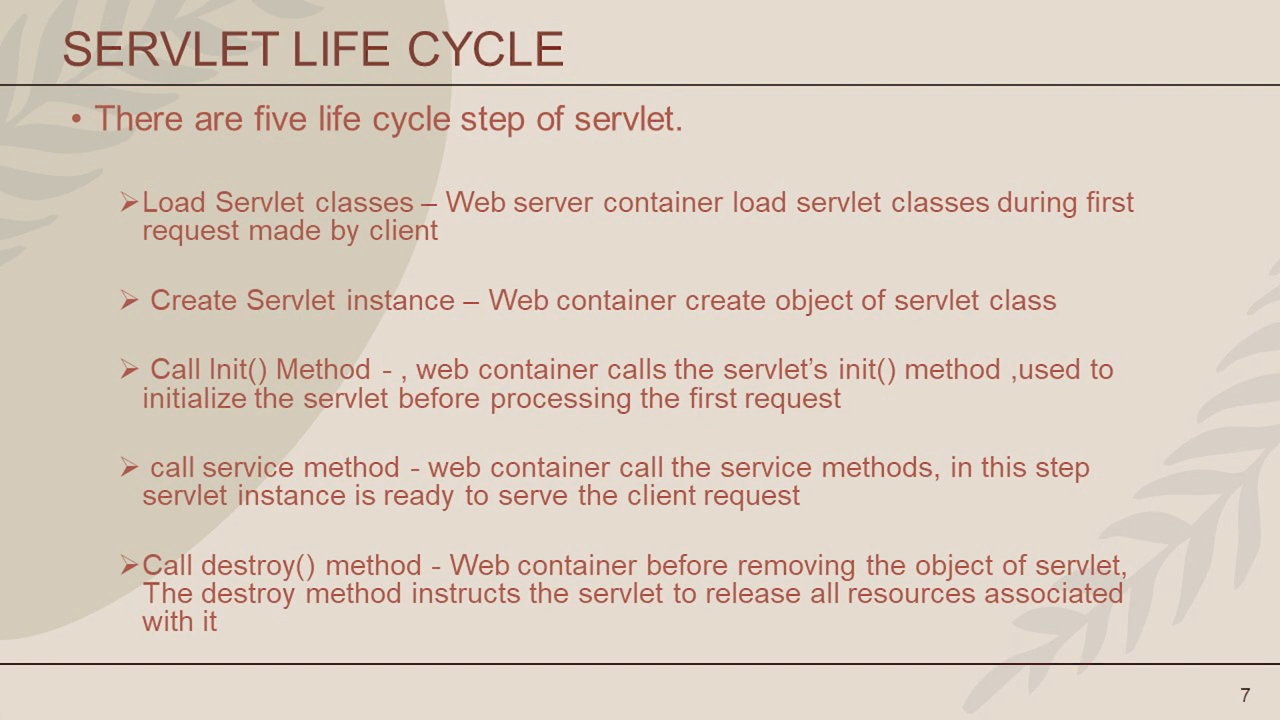 SERVLET LIFE CYCLE
• There are five life cycle step of servlet.
➢Load Servlet classes – Web server container load servlet classes during first
request made by client
➢ Create Servlet instance – Web container create object of servlet class
➢ Call Init() Method - , web container calls the servlet’s init() method ,used to
initialize the servlet before processing the first request
➢ call service method - web container call the service methods, in this step
servlet instance is ready to serve the client request
➢Call destroy() method - Web container before removing the object of servlet,
The destroy method instructs the servlet to release all resources associated
with it
7